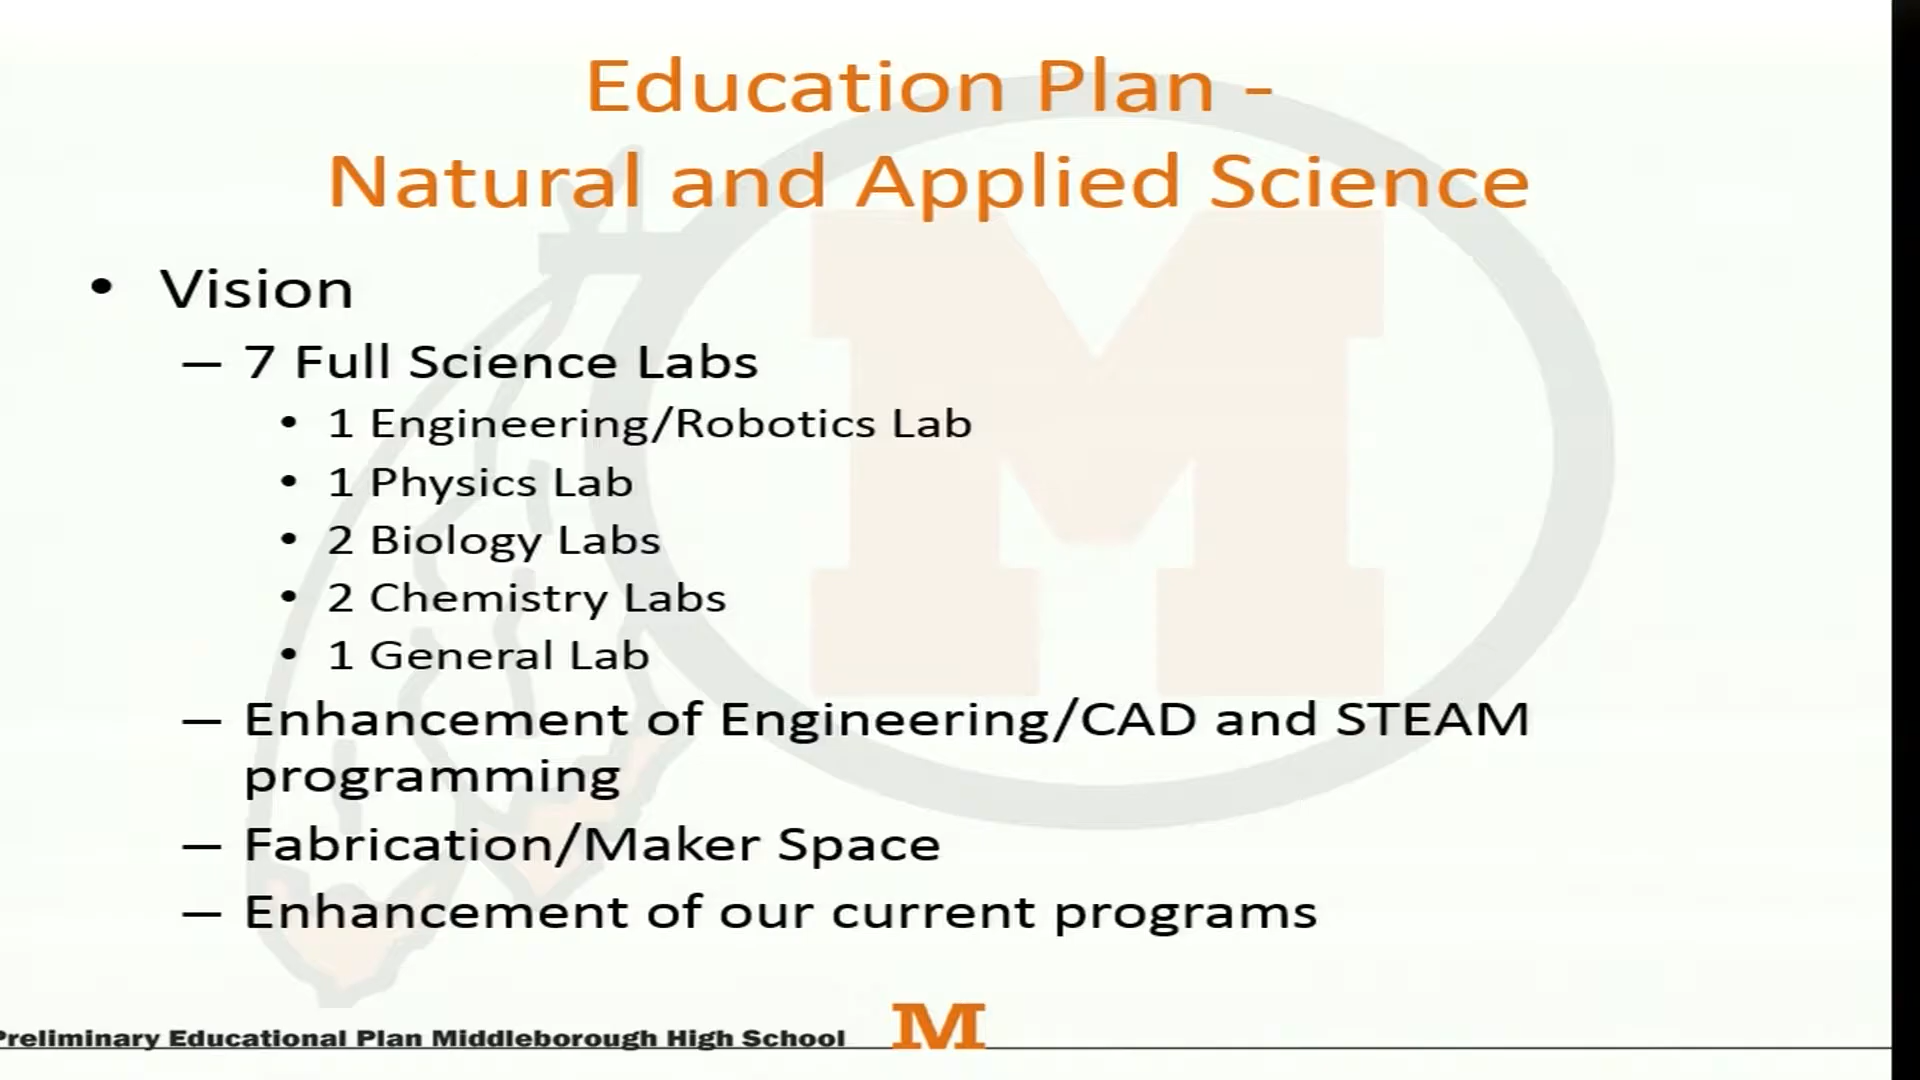 Education Plan -
Natural and Applied Science
• Vision
– 7 Full Science Labs
• 1 Engineering/Robotics Lab
• 1 Physics Lab
• 2 Biology Labs
• 2 Chemistry Labs
• 1 General Lab
– Enhancement of Engineering/CAD and STEAM
programming
– Fabrication/Maker Space
– Enhancement of our current programs
Preliminary Educational Plan Middleborough High School M